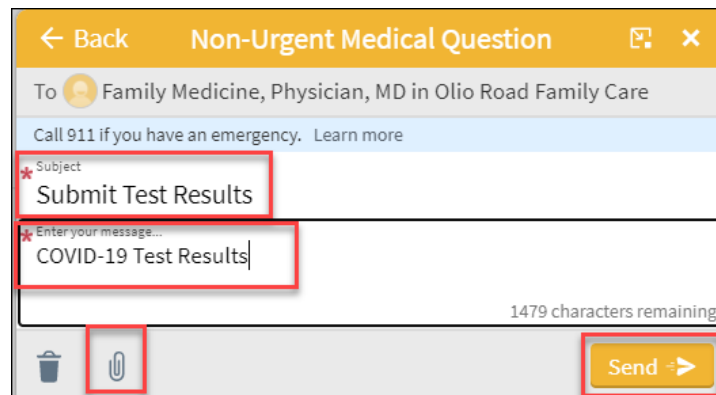 ← Back Non-Urgent Medical Question ×
To Family Medicine, Physician, MD in Olio Road Family Care
Call 911 if you have an emergency. Learn more
* Subject
Submit Test Results
* Enter your message...
COVID-19 Test Results
1479 characters remaining
Send